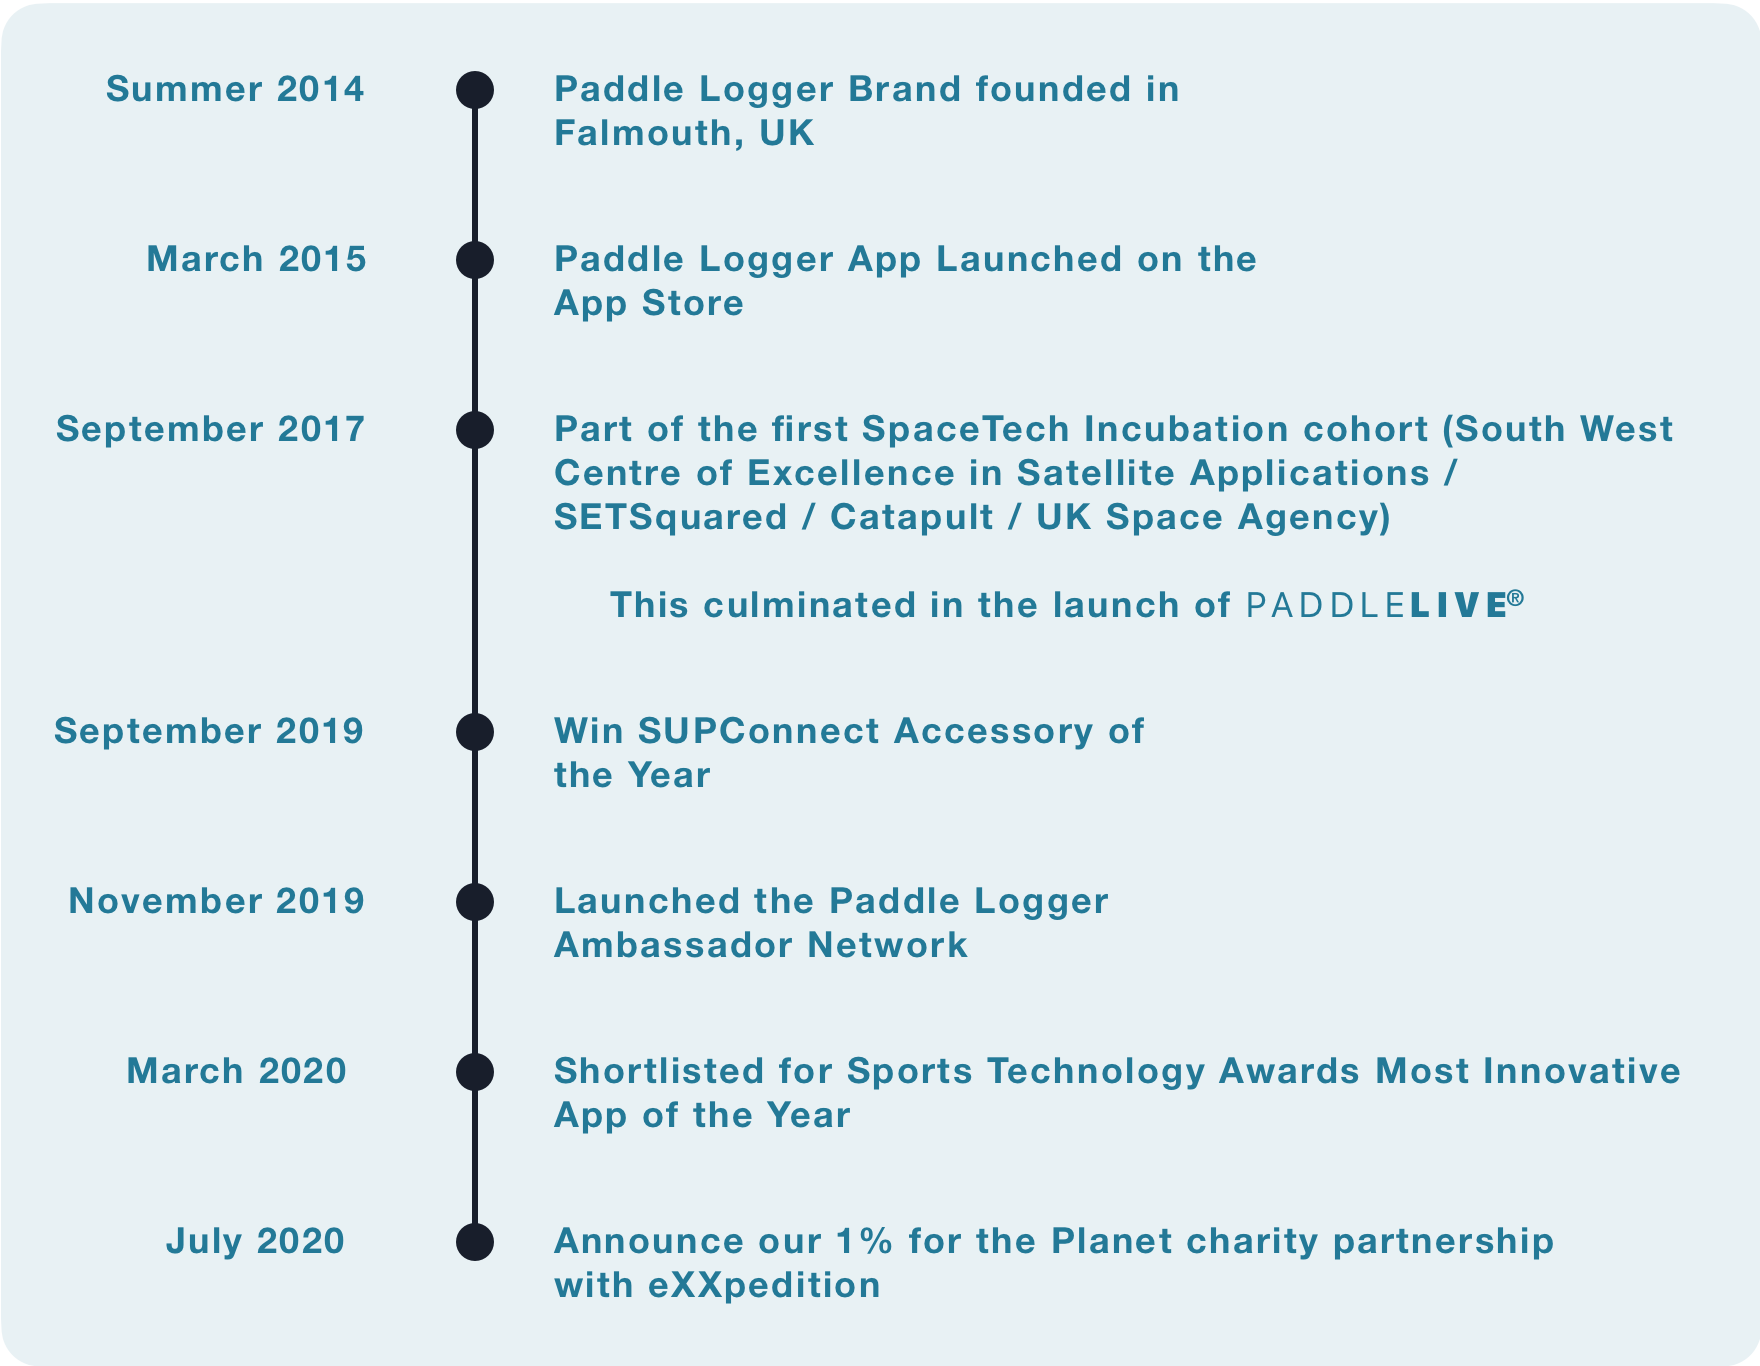 Summer 2014
Paddle Logger Brand founded in
Falmouth, UK
March 2015
Paddle Logger App Launched on the
App Store
September 2017
Part of the first SpaceTech Incubation cohort (South West
Centre of Excellence in Satellite Applications /
SETSquared / Catapult / UK Space Agency)
This culminated in the launch of PADDLELIVE®
September 2019
Win SUPConnect Accessory of
the Year
November 2019
Launched the Paddle Logger
Ambassador Network
March 2020
Shortlisted for Sports Technology Awards Most Innovative
App of the Year
July 2020
Announce our 1% for the Planet charity partnership
with eXXpedition